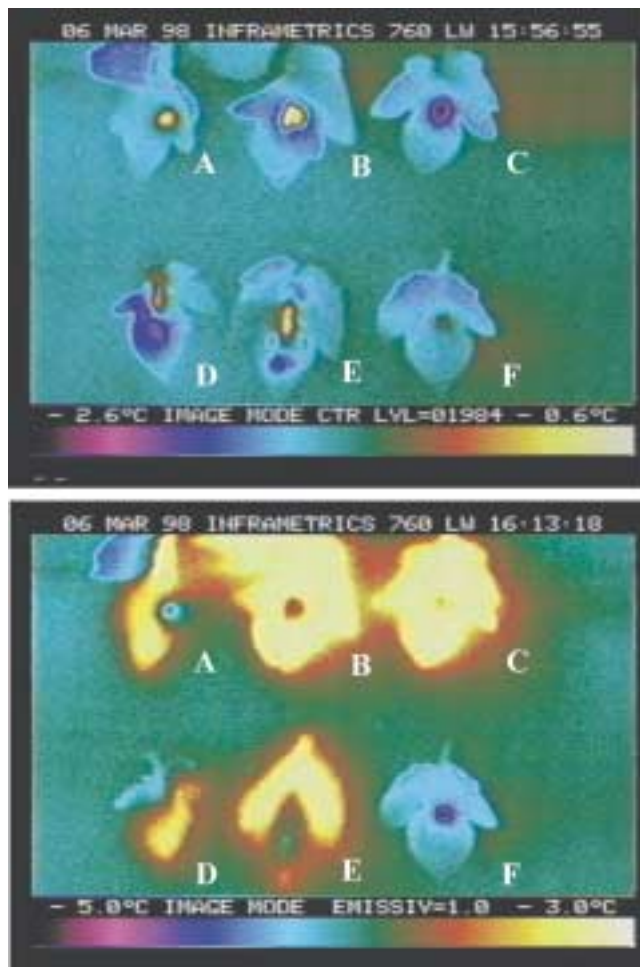 06 MAR 98 INFRAMETRICS 760 LW 15:56:55
A B C
D E F
- 2.6°C IMAGE MODE CTR LVL=01984 - 0.6°C
- -
06 MAR 98 INFRAMETRICS 760 LW 16:13:18
A B C
D E F
- 5.0°C IMAGE MODE EMISSIV=1.0 - 3.0°C